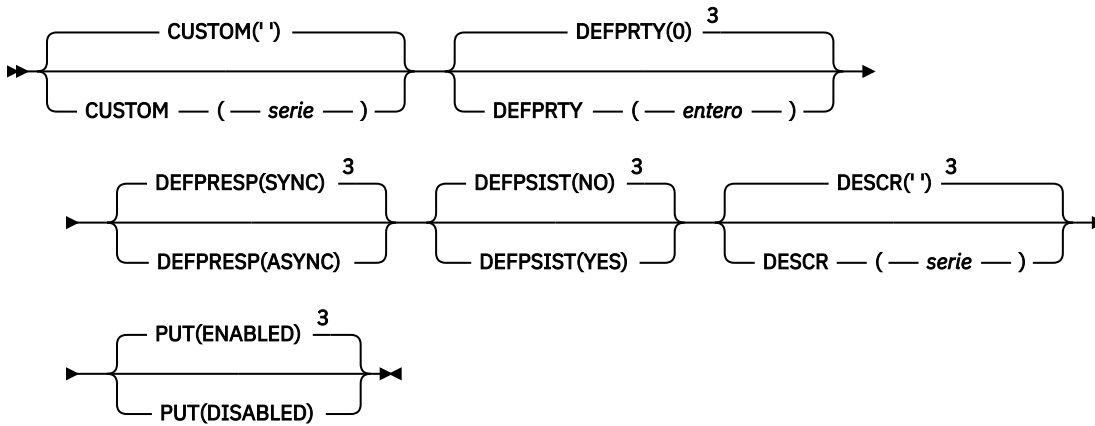 CUSTOM(' ') DEFPRTY(0) 3
CUSTOM ( serie ) DEFPRTY ( entero )
DEFPRESP(SYNC) 3 DEFPSIST(NO) 3 DESCR(' ') 3
DEFPRESP(ASYNC) DEFPSIST(YES) DESCR ( serie )
PUT(ENABLED) 3
PUT(DISABLED)